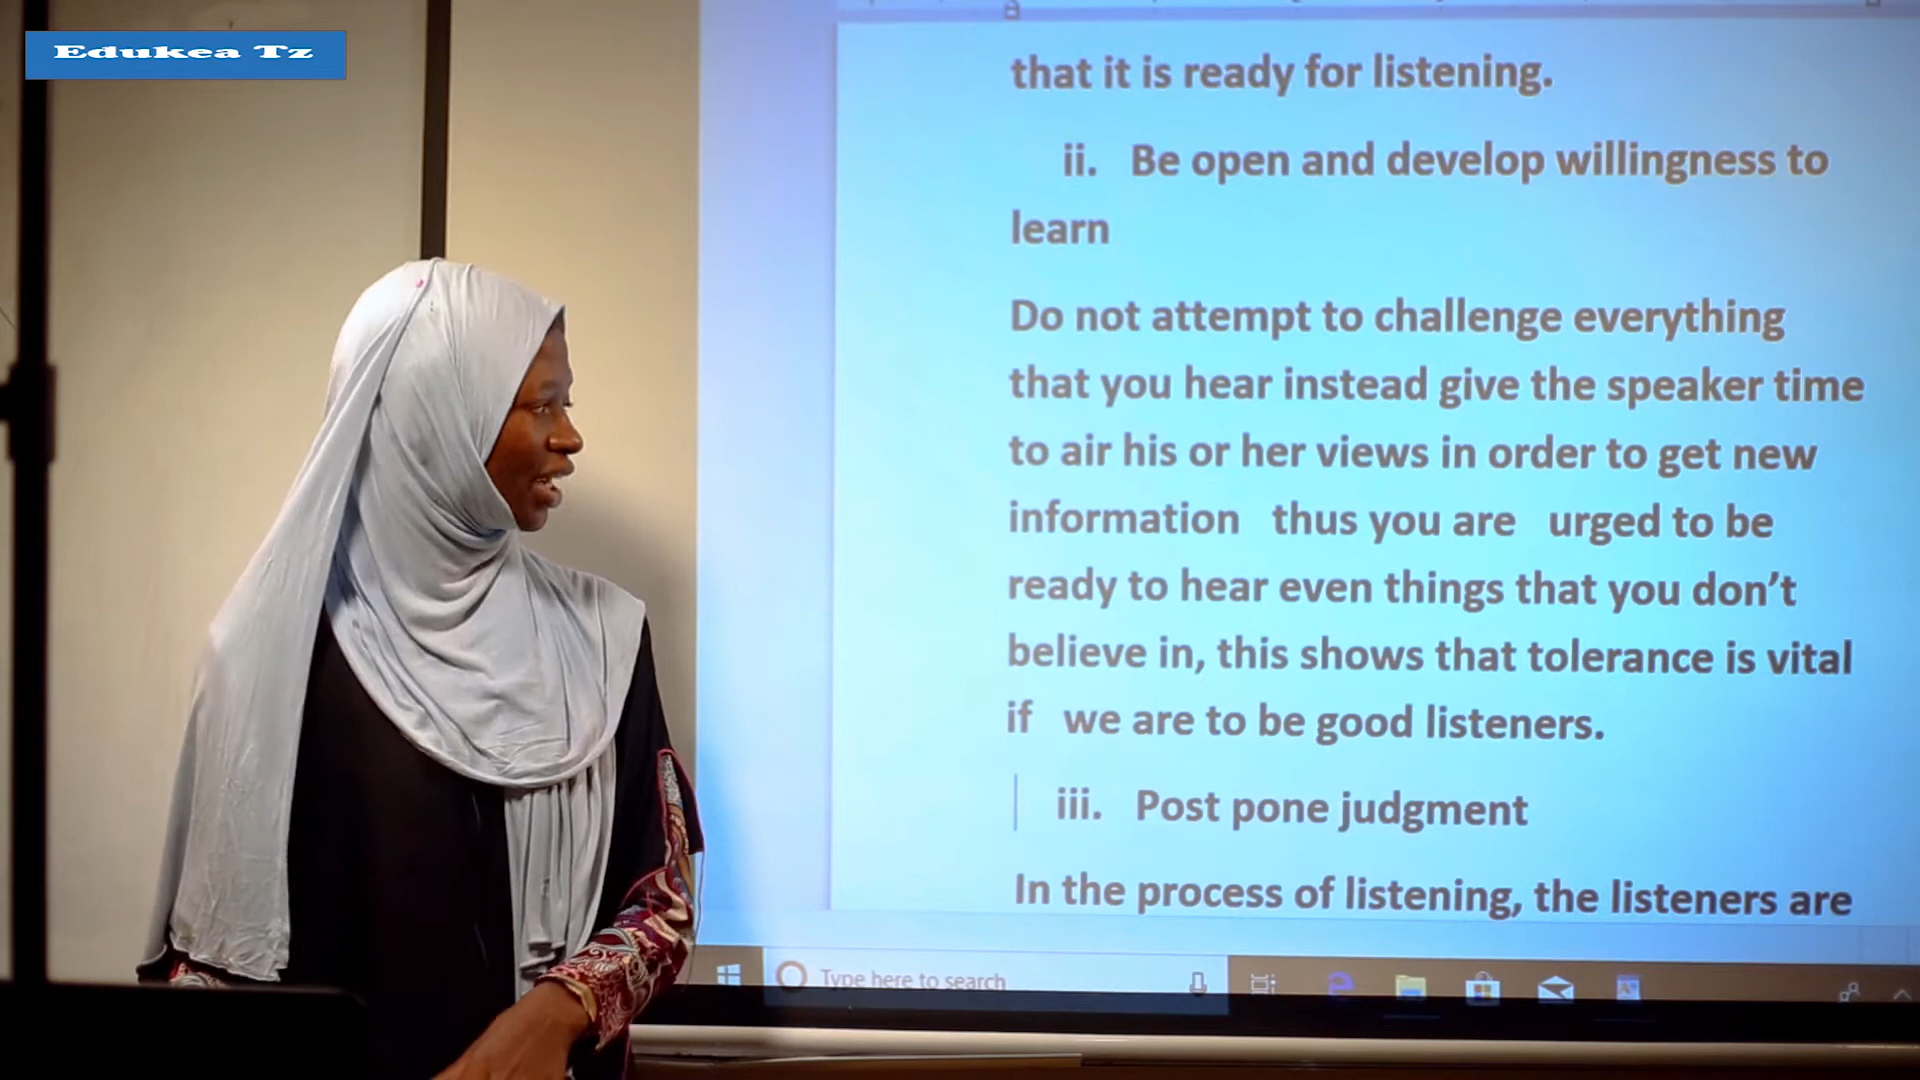 Edukea Tz
that it is ready for listening.
ii. Be open and develop willingness to
learn
Do not attempt to challenge everything
that you hear instead give the speaker time
to air his or her views in order to get new
information thus you are urged to be
ready to hear even things that you don’t
believe in, this shows that tolerance is vital
if we are to be good listeners.
iii. Post pone judgment
In the process of listening, the listeners are
Type here to search